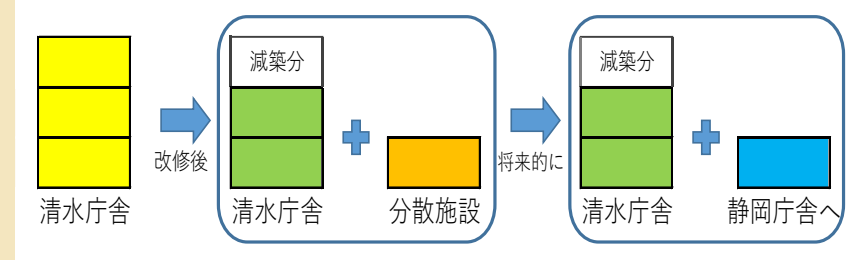 減築分
減築分
改修後
将来的に
清水庁舎
清水庁舎
分散施設
清水庁舎
静岡庁舎へ